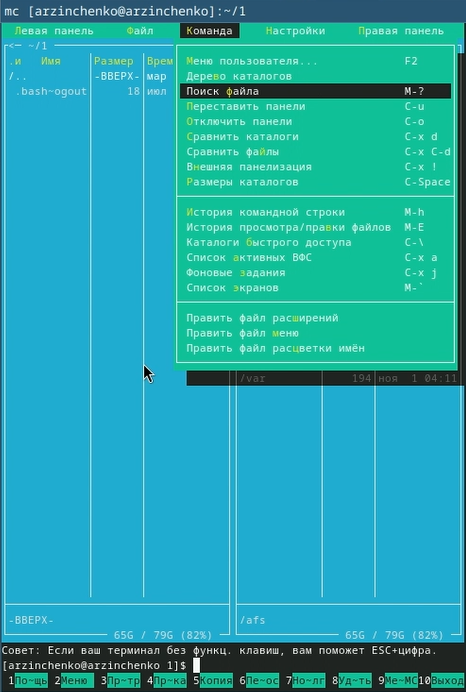 mc [arzinchenko@arzinchenko]:~/1
Левая панель Файл Команда Настройки Правая панель
<— ~/1
.и Имя Размер Врем
/.. -ВВЕРХ- мар
.bash~ogout 18 июл
Меню пользователя... F2
Дерево каталогов
Поиск файла M-?
Переставить панели C-u
Отключить панели C-o
Сравнить каталоги C-x d
Сравнить файлы C-x C-d
Внешняя панелизация C-x !
Размеры каталогов C-Space
История командной строки M-h
История просмотра/правки файлов M-E
Каталоги быстрого доступа C-\
Список активных ВФС C-x a
Фоновые задания C-x j
Список экранов M-`
Править файл расширений
Править файл меню
Править файл расцветки имён
/var 194 ноя 1 04:11
-ВВЕРХ- /afs
65G / 79G (82%) 65G / 79G (82%)
Совет: Если ваш терминал без функц. клавиш, вам поможет ESC+цифра.
[arzinchenko@arzinchenko 1]$
1По~щь 2Меню 3Пр~тр 4Пр~ка 5Копия 6Пе~ос 7Но~лг 8Уд~ть 9Ме~МС 10Выход